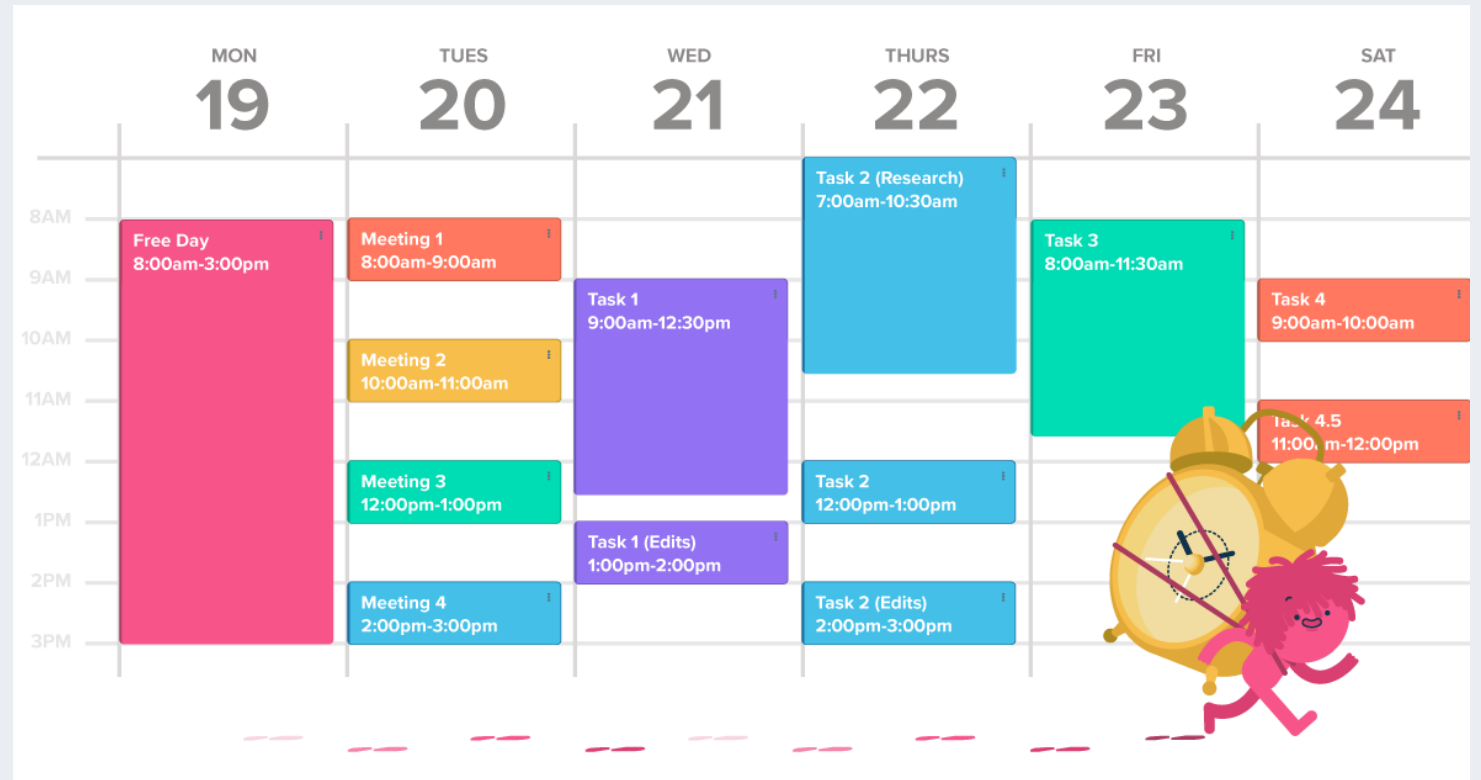 MON TUES WED THURS FRI SAT
19 20 21 22 23 24
8AM
9AM
10AM
11AM
12AM
1PM
2PM
3PM
Free Day
8:00am-3:00pm
Meeting 1
8:00am-9:00am
Meeting 2
10:00am-11:00am
Meeting 3
12:00pm-1:00pm
Meeting 4
2:00pm-3:00pm
Task 1
9:00am-12:30pm
Task 1 (Edits)
1:00pm-2:00pm
Task 2 (Research)
7:00am-10:30am
Task 2
12:00pm-1:00pm
Task 2 (Edits)
2:00pm-3:00pm
Task 3
8:00am-11:30am
Task 4
9:00am-10:00am
Task 4.5
11:00am-12:00pm